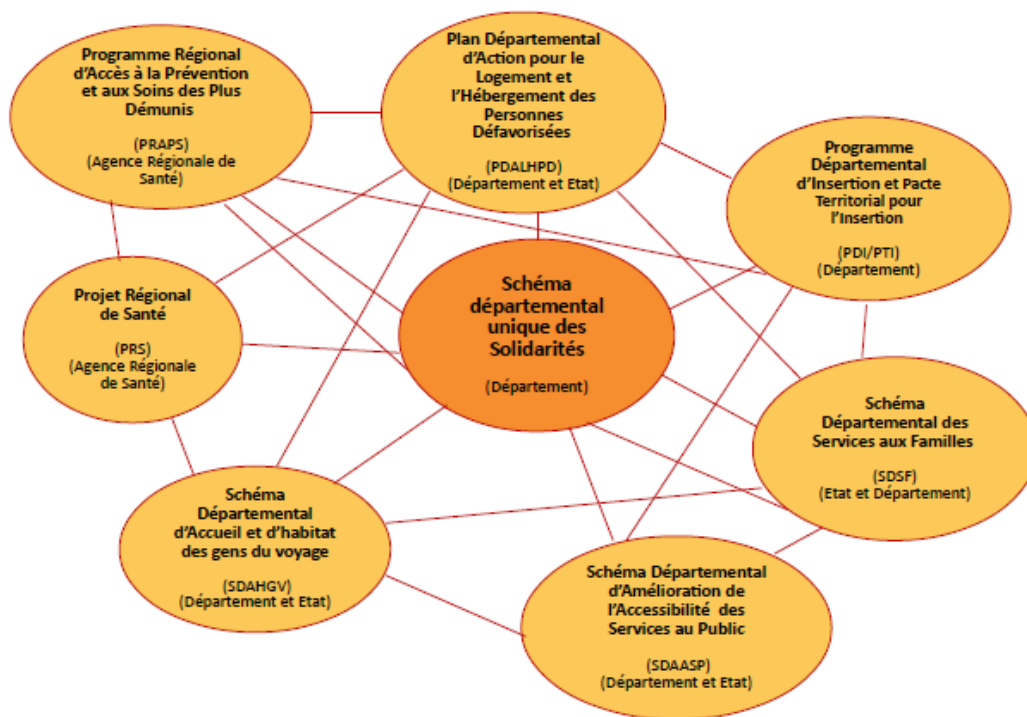 Programme Régional
d'Accès à la Prévention
et aux Soins des Plus
Démunis
(PRAPS)
(Agence Régionale de
Santé)
Plan Départemental
d'Action pour le
Logement et
l'Hébergement des
Personnes
Défavorisées
(PDALHPD)
(Département et Etat)
Programme
Départemental
d'Insertion et Pacte
Territorial pour
l'Insertion
(PDI/PTI)
(Département)
Projet Régional
de Santé
(PRS)
(Agence Régionale
de Santé)
Schéma
départemental
unique des
Solidarités
(Département)
Schéma
Départemental des
Services aux Familles
(SDSF)
(Etat et Département)
Schéma
Départemental
d'Accueil et d'habitat
des gens du voyage
(SDAHGV)
(Département et Etat)
Schéma Départemental
d'Amélioration de
l'Accessibilité des
Services au Public
(SDAASP)
(Département et Etat)